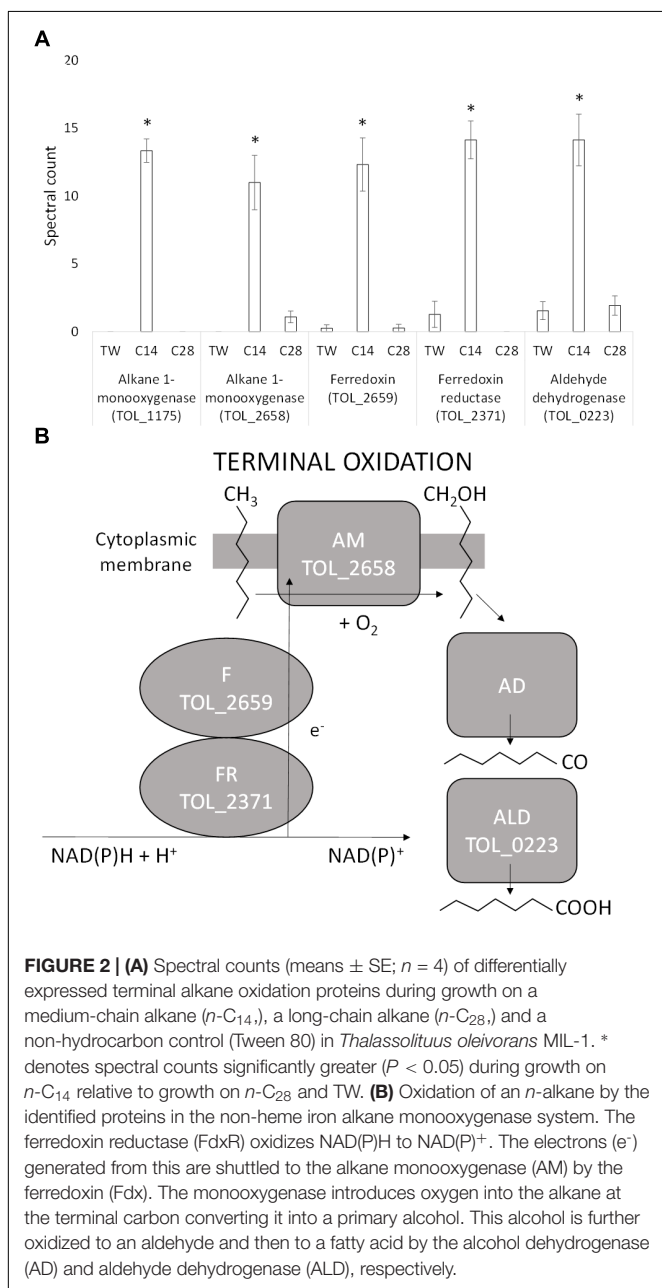 A
20
15
10
5
0
Spectral count
* * * * *
TW C14 C28 TW C14 C28 TW C14 C28 TW C14 C28 TW C14 C28
Alkane 1-
monooxygenase
(TOL_1175)
Alkane 1-
monooxygenase
(TOL_2658)
Ferredoxin
(TOL_2659)
Ferredoxin
reductase
(TOL_2371)
Aldehyde
dehydrogenase
(TOL_0223)
B
TERMINAL OXIDATION
CH3
CH2OH
Cytoplasmic
membrane
AM
TOL_2658
+ O2
F
TOL_2659
e-
FR
TOL_2371
NAD(P)H + H+
NAD(P)+
AD
CO
ALD
TOL_0223
COOH
FIGURE 2 | (A) Spectral counts (means ± SE; n = 4) of differentially
expressed terminal alkane oxidation proteins during growth on a
medium-chain alkane (n-C14,), a long-chain alkane (n-C28,) and a
non-hydrocarbon control (Tween 80) in Thalassolituus oleivorans MIL-1. *
denotes spectral counts significantly greater (P < 0.05) during growth on
n-C14 relative to growth on n-C28 and TW. (B) Oxidation of an n-alkane by the
identified proteins in the non-heme iron alkane monooxygenase system. The
ferredoxin reductase (FdxR) oxidizes NAD(P)H to NAD(P)+. The electrons (e-)
generated from this are shuttled to the alkane monooxygenase (AM) by the
ferredoxin (Fdx). The monooxygenase introduces oxygen into the alkane at
the terminal carbon converting it into a primary alcohol. This alcohol is further
oxidized to an aldehyde and then to a fatty acid by the alcohol dehydrogenase
(AD) and aldehyde dehydrogenase (ALD), respectively.